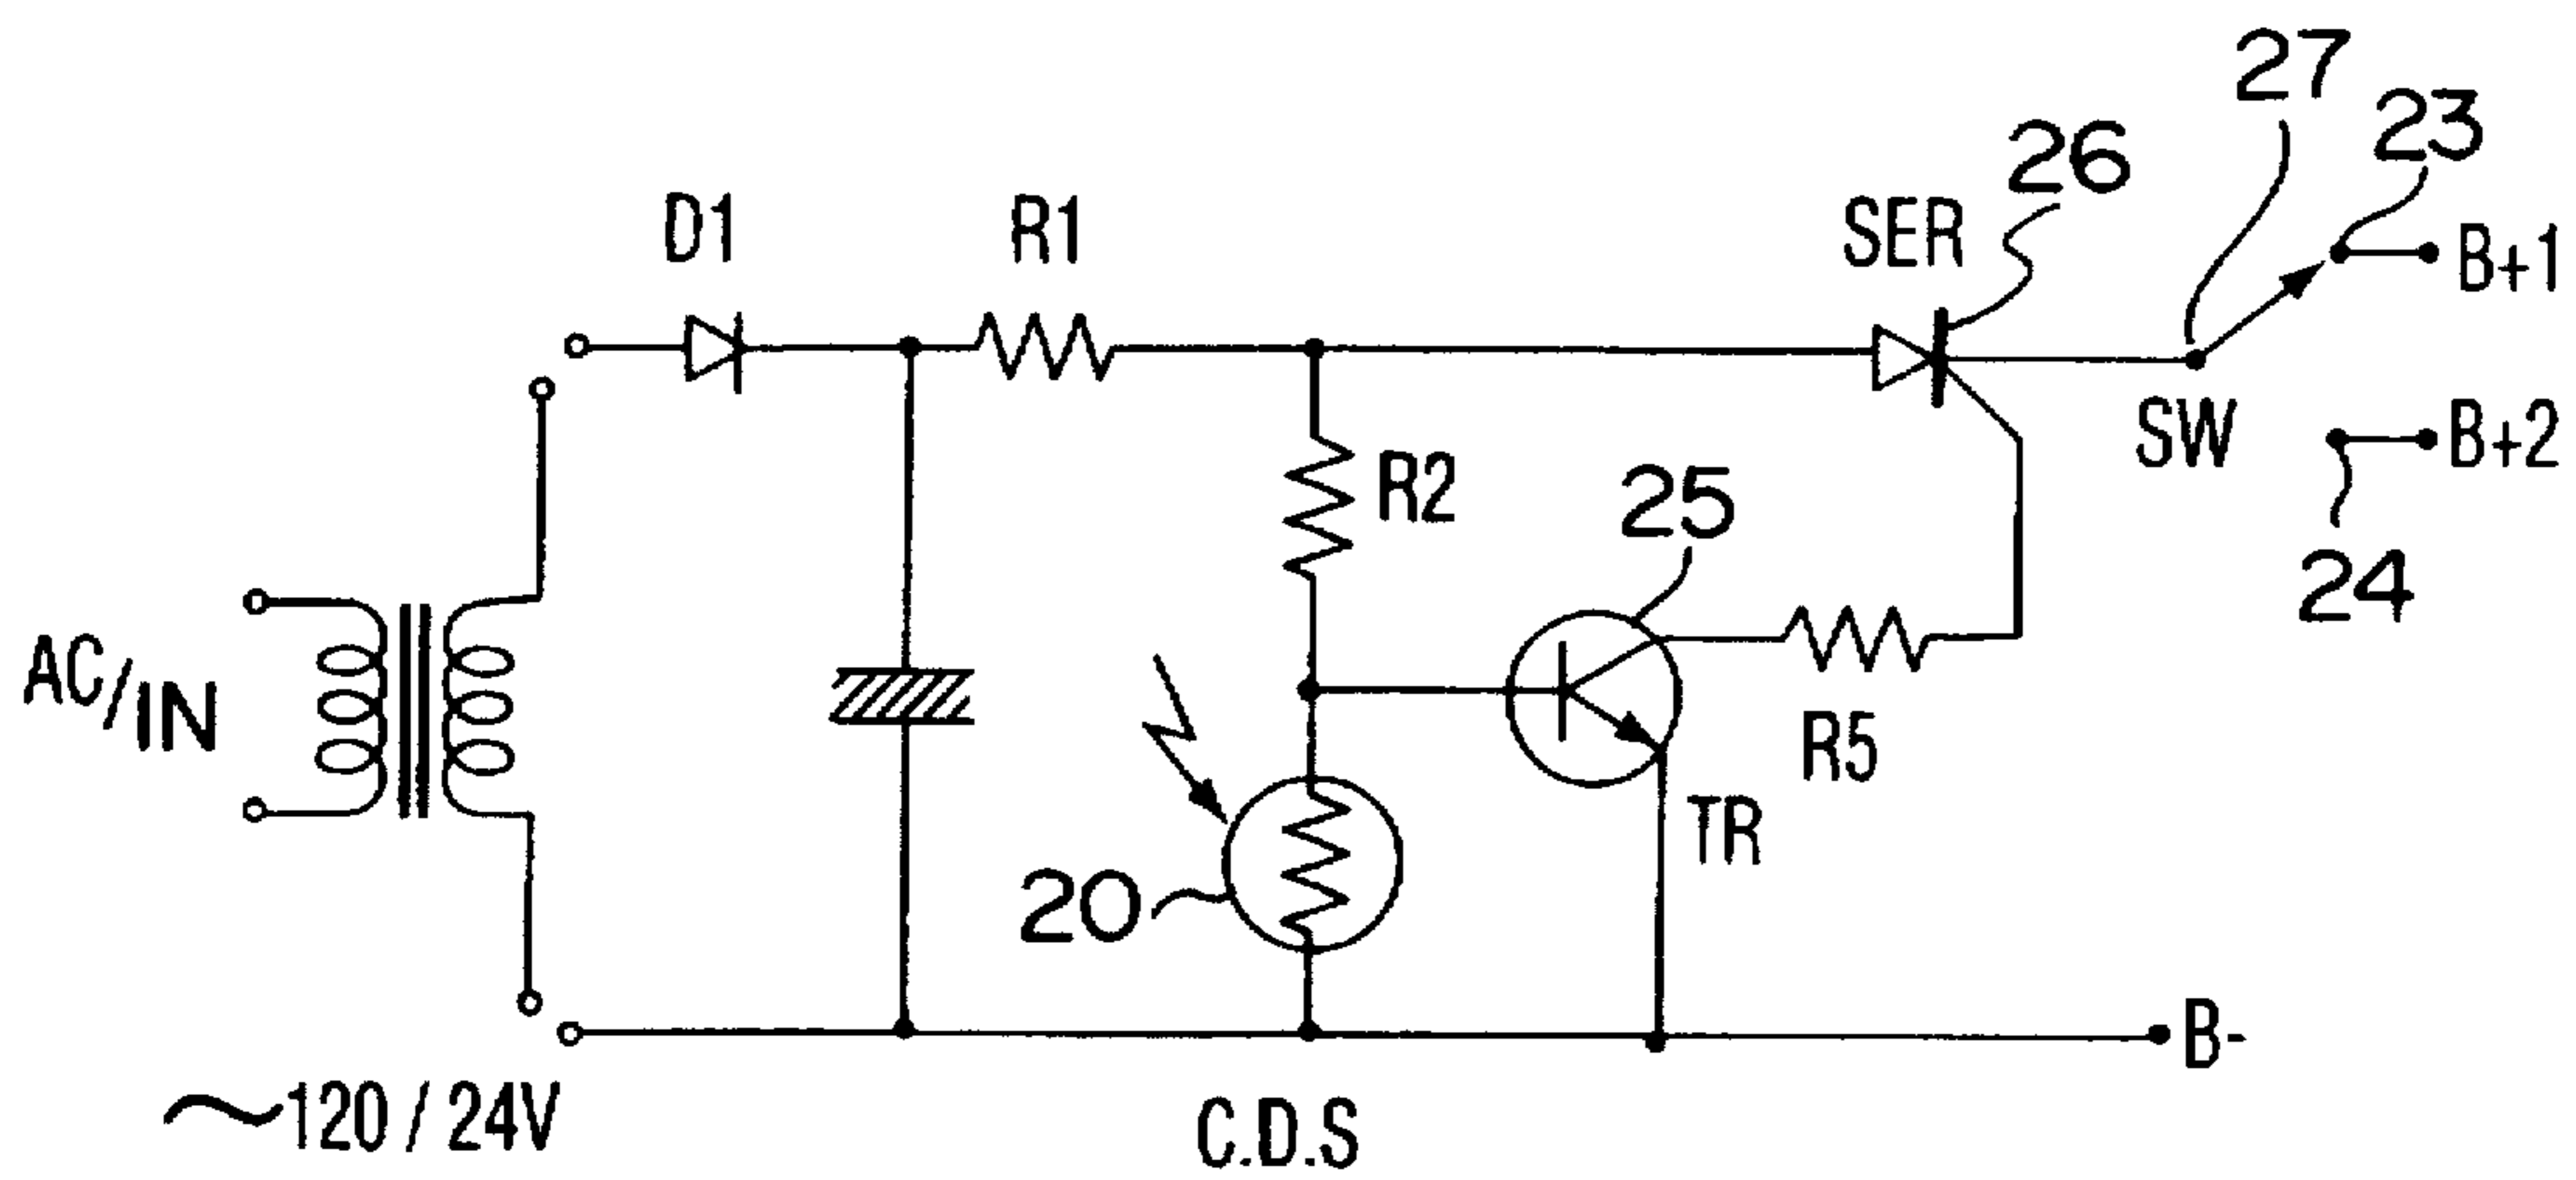 27
23
26
D1
R1
SER
B+1
SW
B+2
R2
25
24
AC/IN
R5
TR
20
B-
~120/24V
C.D.S